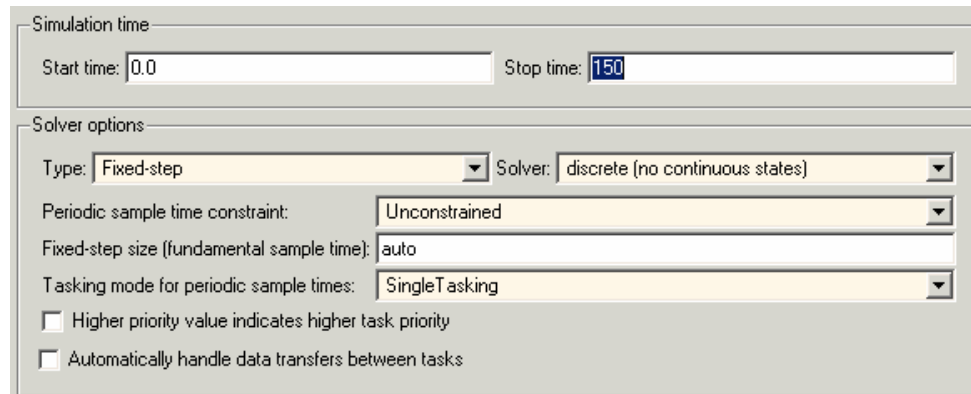 Simulation time
Start time: 0.0 Stop time: 150
Solver options
Type: Fixed-step Solver: discrete (no continuous states)
Periodic sample time constraint: Unconstrained
Fixed-step size (fundamental sample time): auto
Tasking mode for periodic sample times: SingleTasking
Higher priority value indicates higher task priority
Automatically handle data transfers between tasks